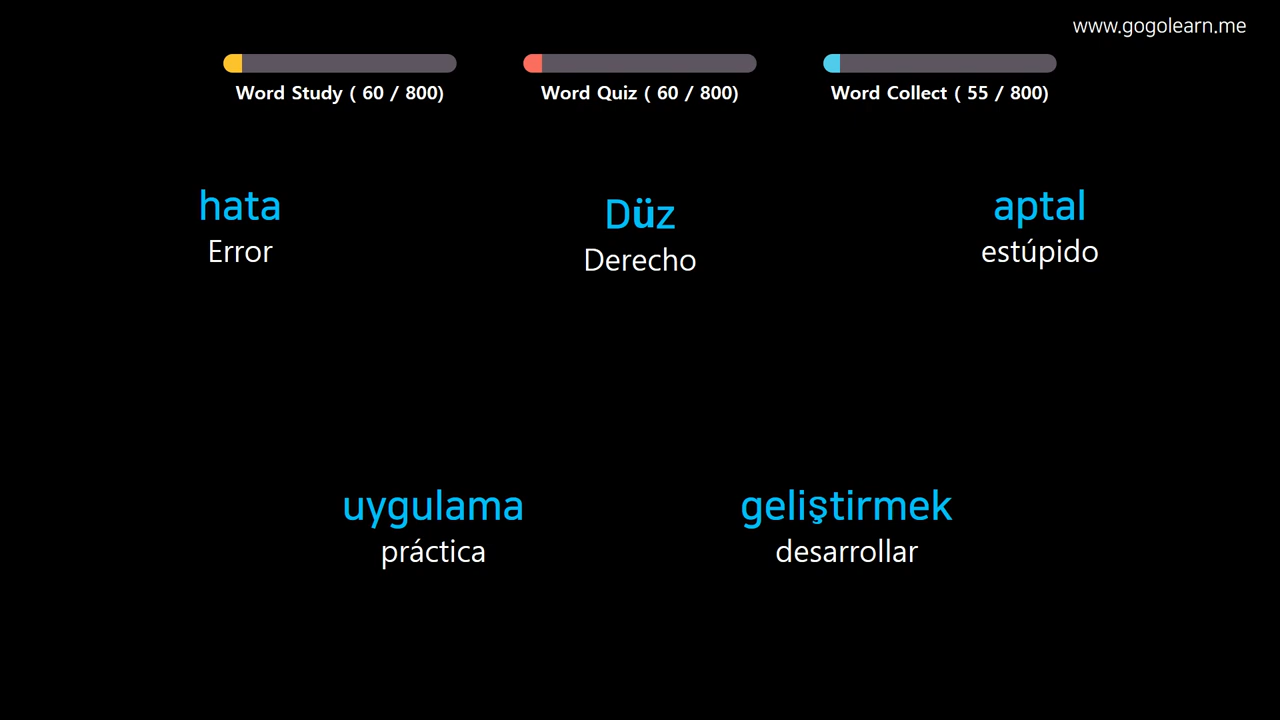 www.gogolearn.me
Word Study ( 60 / 800)
Word Quiz ( 60 / 800)
Word Collect ( 55 / 800)
hata
Error
Düz
Derecho
aptal
estúpido
uygulama
práctica
geliştirmek
desarrollar